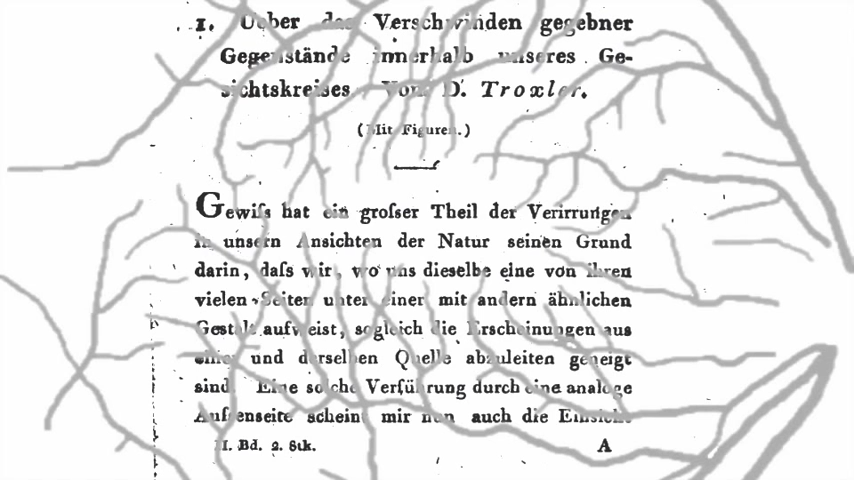 1. Ueber das Verschwinden gegebner
Gegenstände innerhalb unseres Ge-
sichtskreises. Von D. Troxler.
(Mit Figuren.)
Gewiſs hat ein groſser Theil der Verirrungen
in unsern Ansichten der Natur seinen Grund
darin, daſs wir, wo uns dieselbe eine von ihren
vielen Seiten unter einer mit andern ähnlichen
Gestalt aufweist, sogleich die Erscheinungen aus
einer und derselben Quelle abzuleiten geneigt
sind. Eine solche Verführung durch eine analoge
Auſsenseite scheint mir nun auch die Einsicht
II. Bd. 2. Stk. A